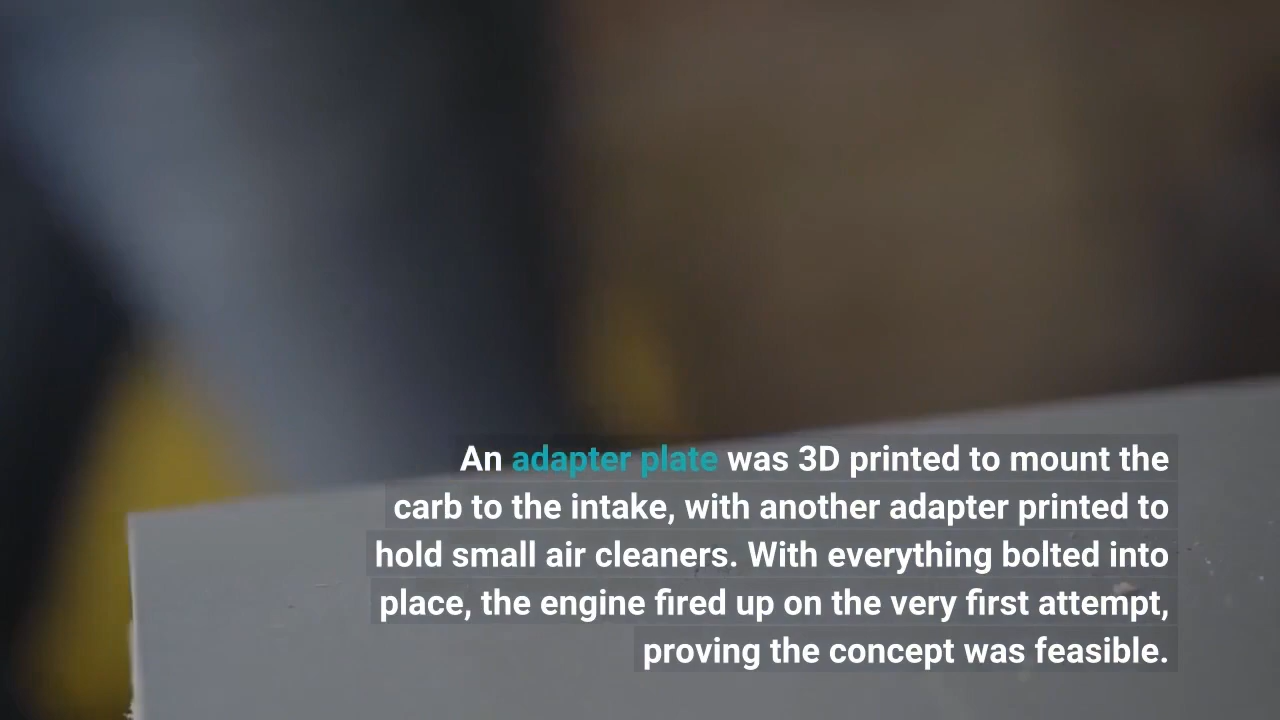 An adapter plate was 3D printed to mount the
carb to the intake, with another adapter printed to
hold small air cleaners. With everything bolted into
place, the engine fired up on the very first attempt,
proving the concept was feasible.